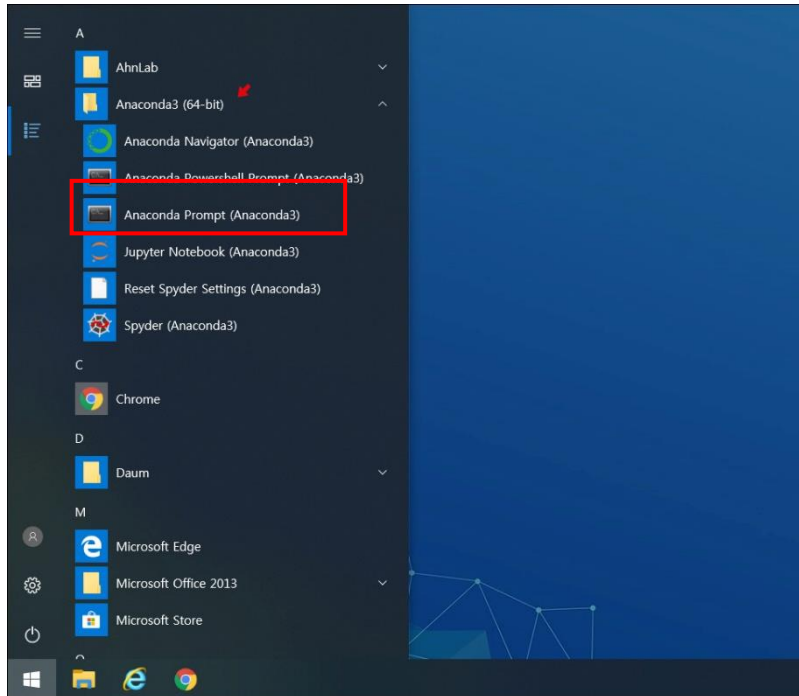 A
AhnLab
Anaconda3 (64-bit)
Anaconda Navigator (Anaconda3)
Anaconda Powershell Prompt (Anaconda3)
Anaconda Prompt (Anaconda3)
Jupyter Notebook (Anaconda3)
Reset Spyder Settings (Anaconda3)
Spyder (Anaconda3)
C
Chrome
D
Daum
M
Microsoft Edge
Microsoft Office 2013
Microsoft Store